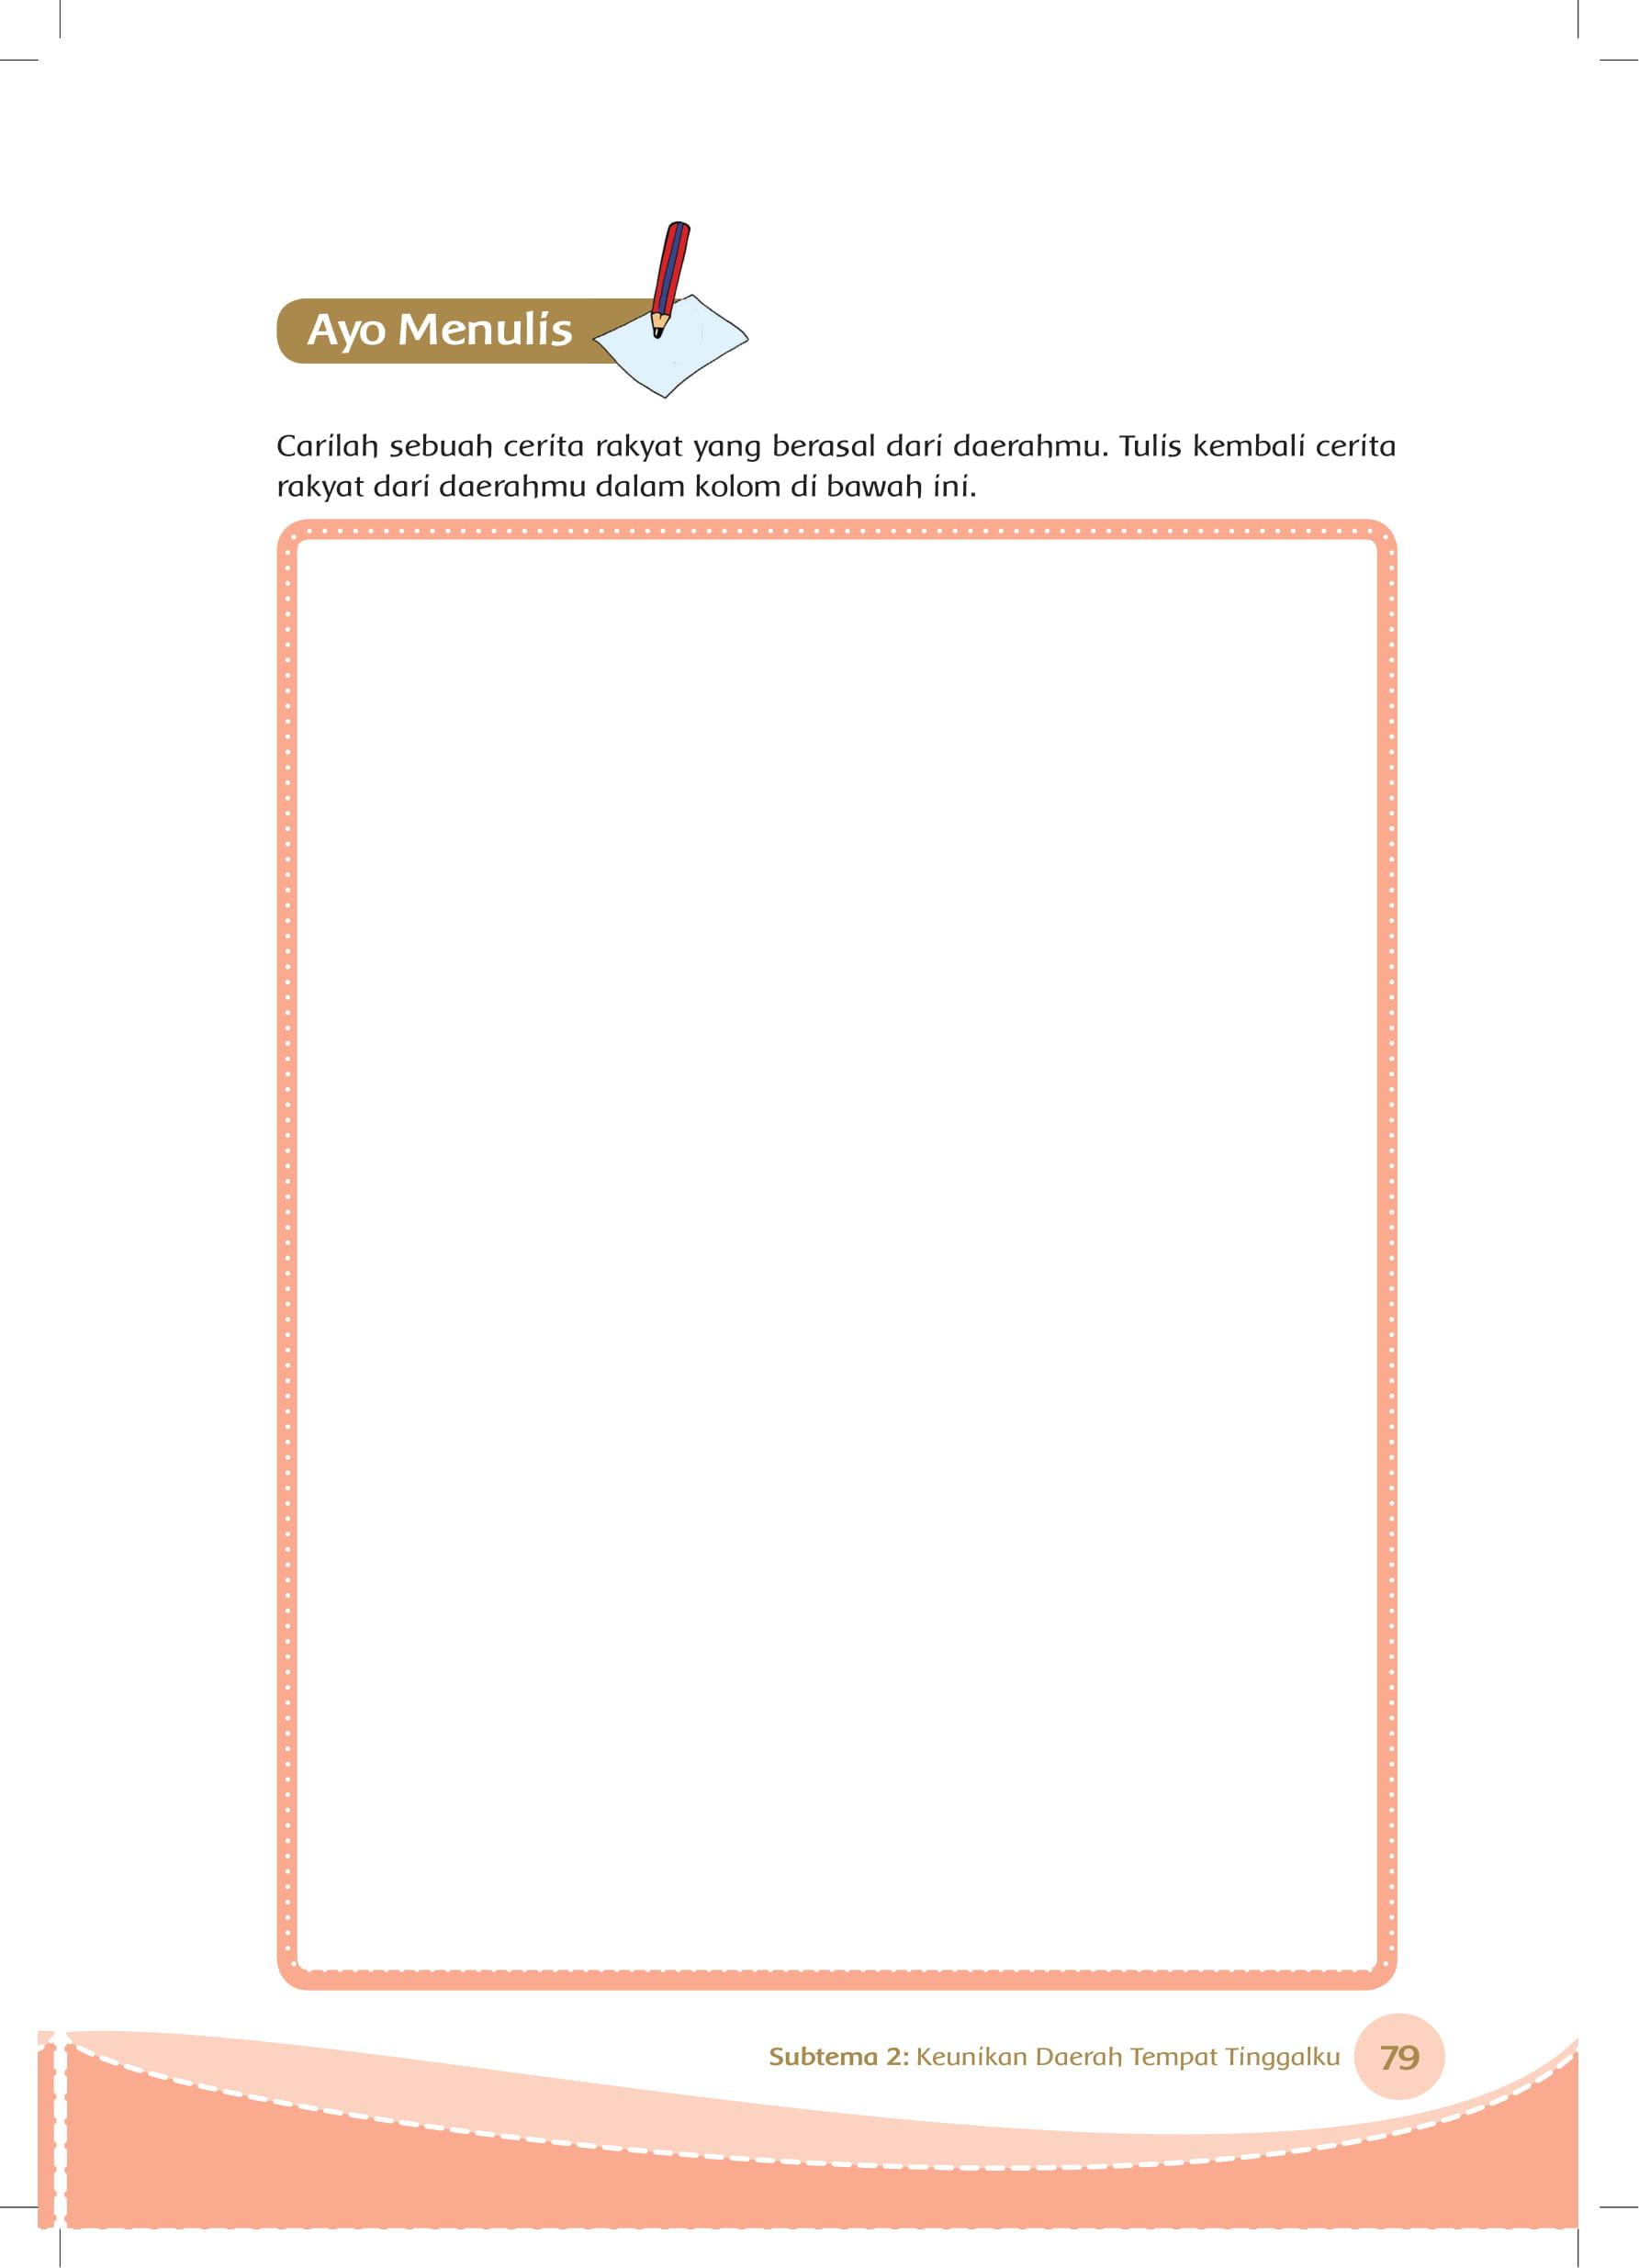 Ayo Menulis
Carilah sebuah cerita rakyat yang berasal dari daerahmu. Tulis kembali cerita
rakyat dari daerahmu dalam kolom di bawah ini.
Subtema 2: Keunikan Daerah Tempat Tinggalku 79